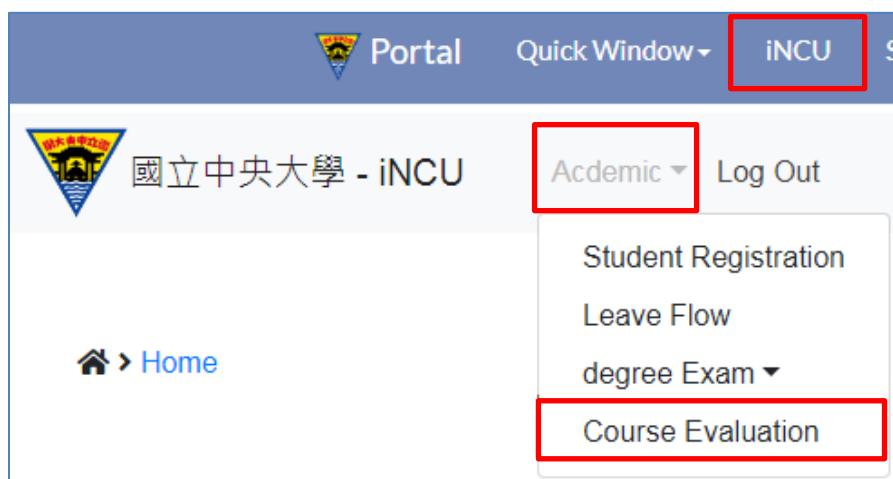 Portal Quick Window iNCU
國立中央大學 - iNCU Acdemic Log Out
Student Registration
Leave Flow
Home
degree Exam
Course Evaluation